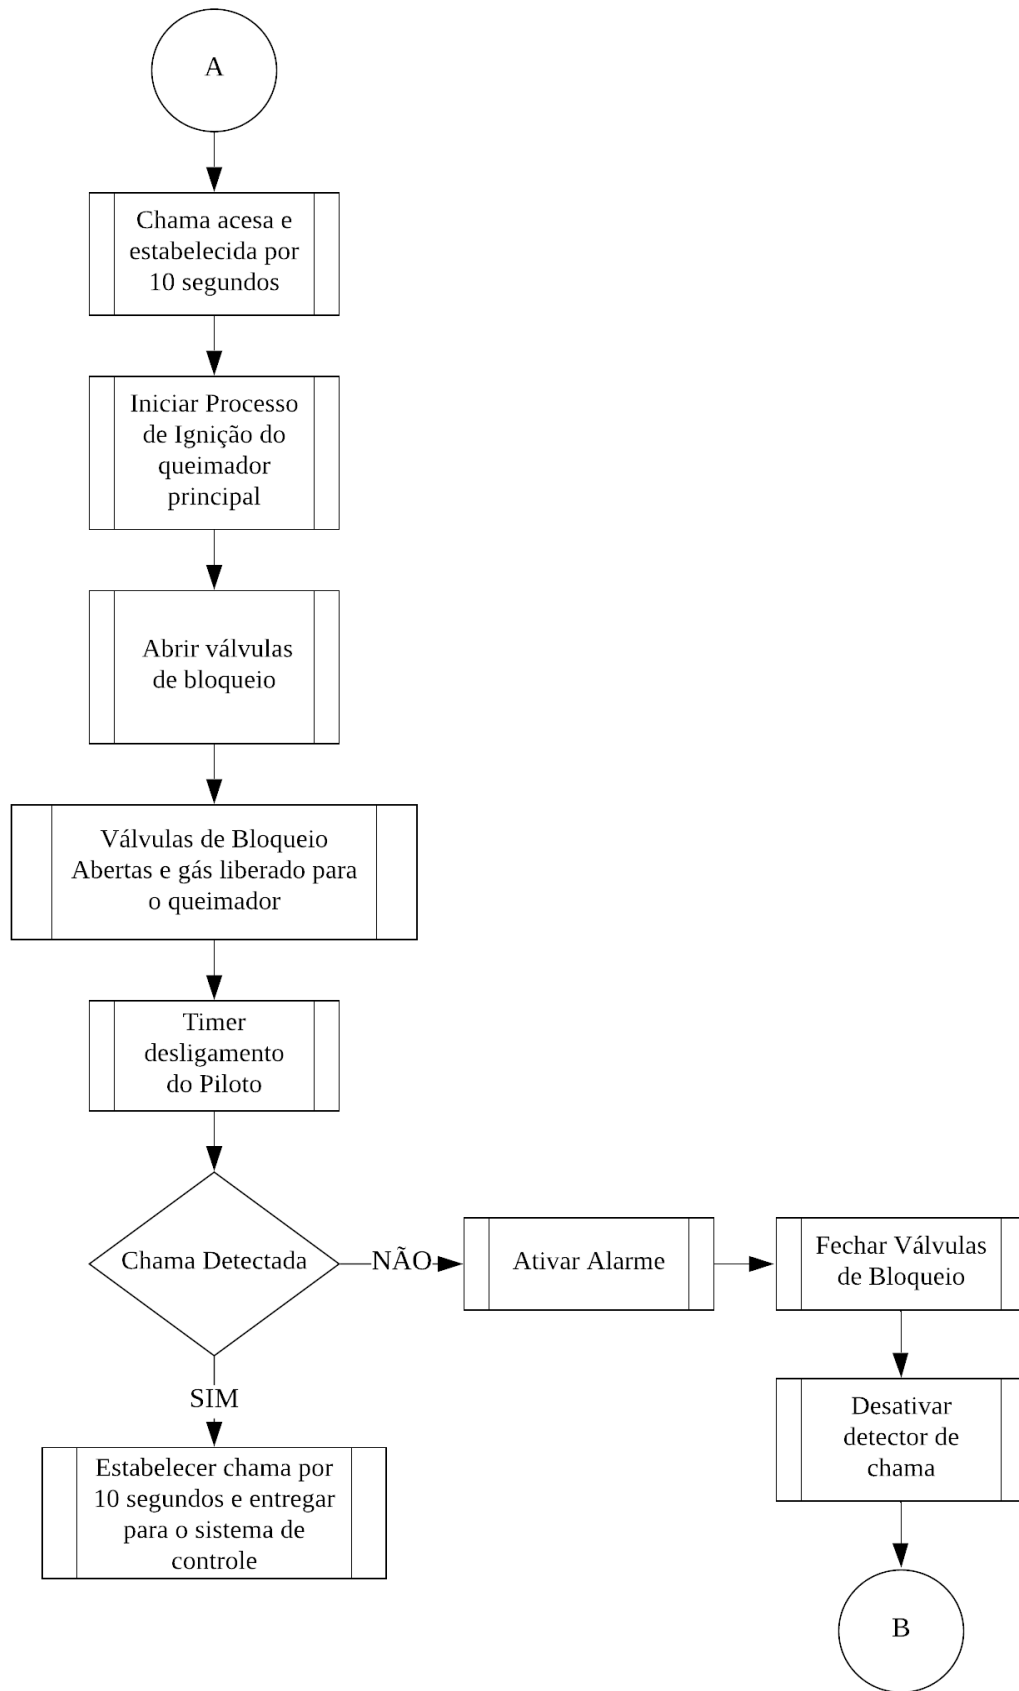 A
Chama acesa e
estabelecida por
10 segundos
Iniciar Processo
de Ignição do
queimador
principal
Abrir válvulas
de bloqueio
Válvulas de Bloqueio
Abertas e gás liberado para
o queimador
Timer
desligamento
do Piloto
Chama Detectada
NÃO
Ativar Alarme
Fechar Válvulas
de Bloqueio
SIM
Estabelecer chama por
10 segundos e entregar
para o sistema de
controle
Desativar
detector de
chama
B